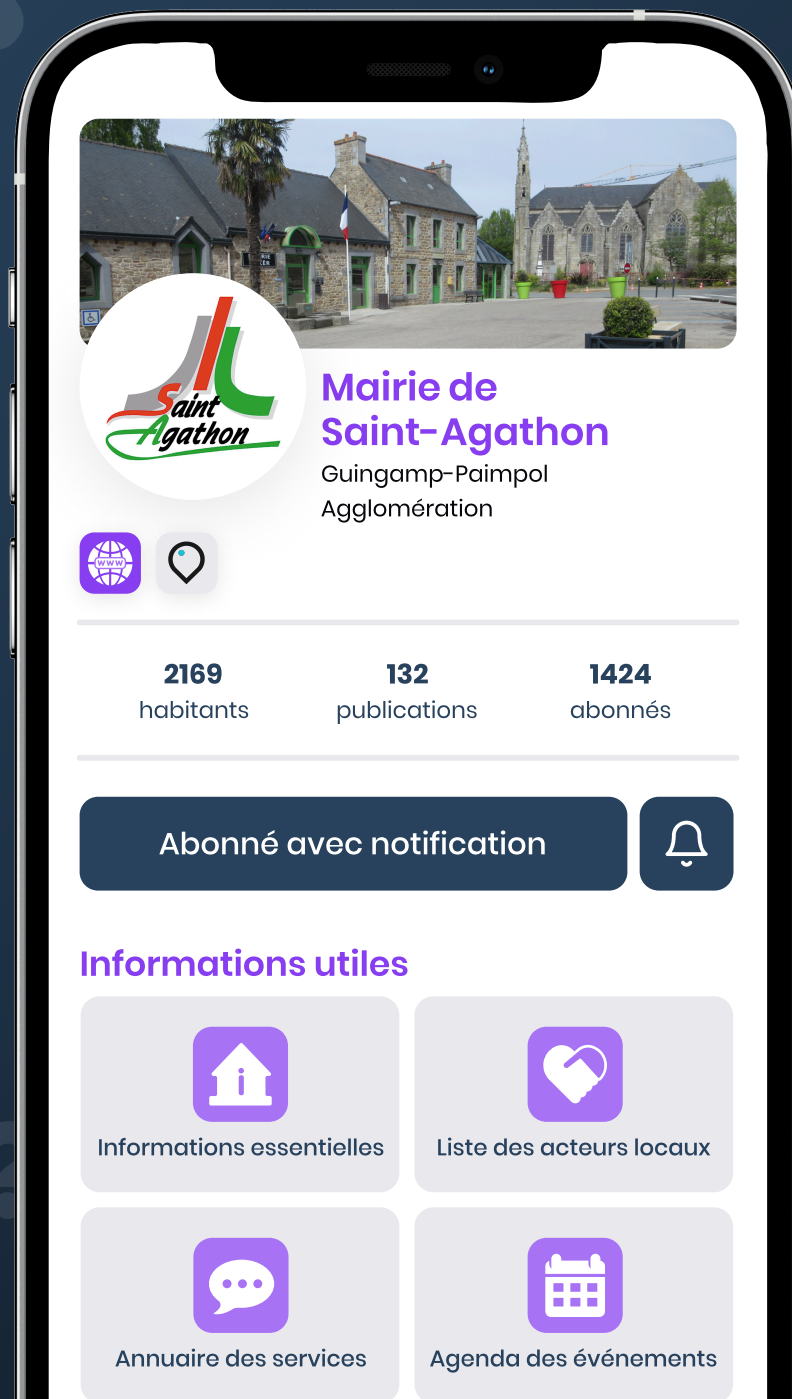 Saint
Agathon
Mairie de
Saint-Agathon
Guingamp-Paimpol
Agglomération
www
2169
habitants
132
publications
1424
abonnés
Abonné avec notification
Informations utiles
Informations essentielles
Liste des acteurs locaux
Annuaire des services
Agenda des événements